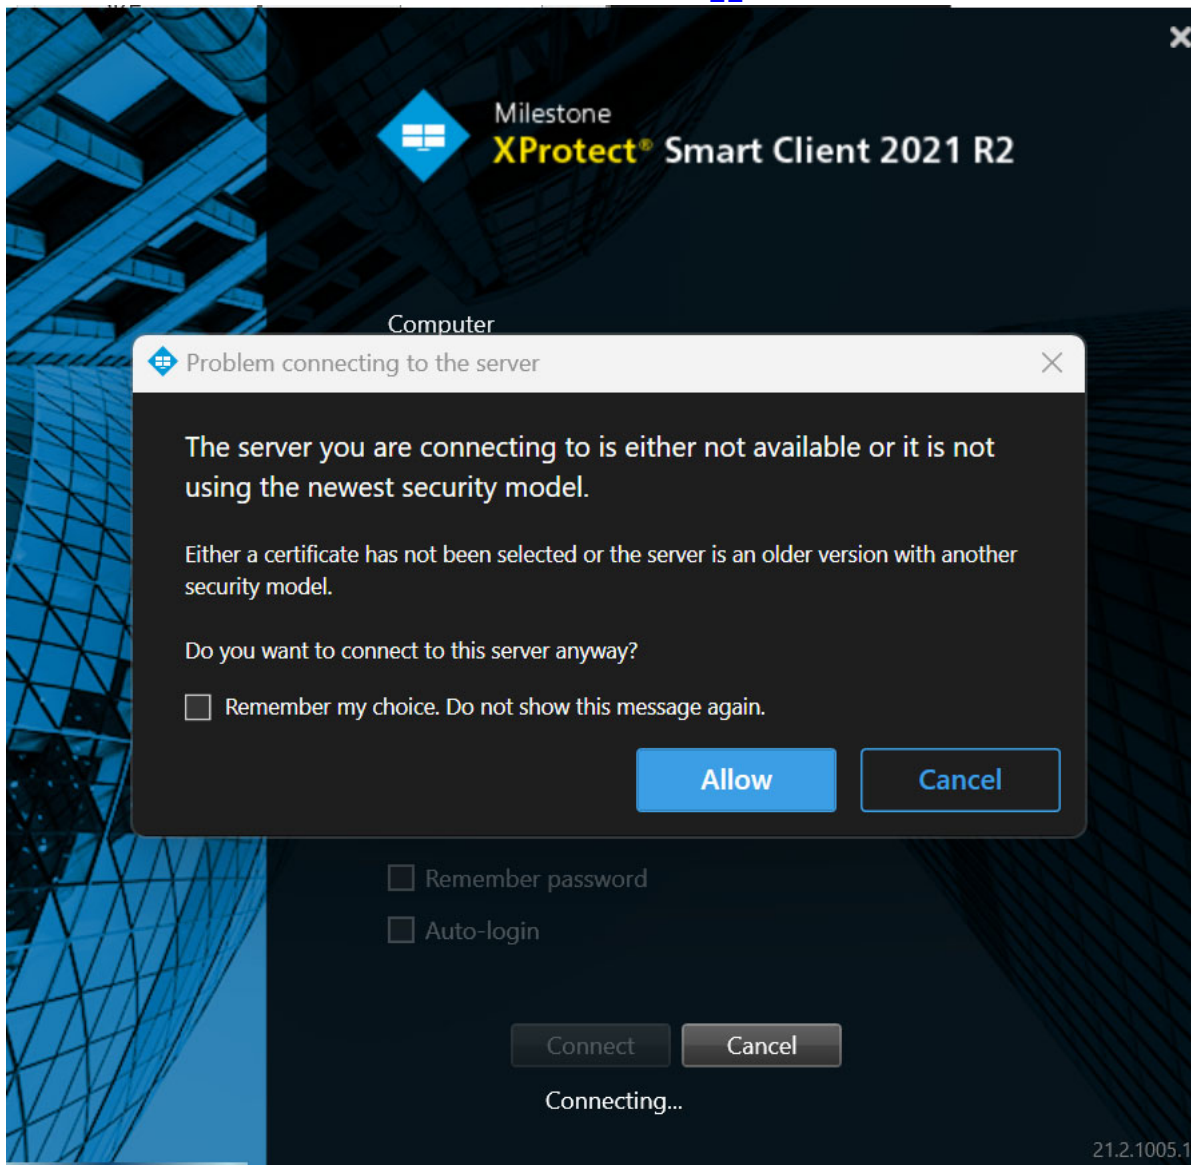 Milestone
XProtect® Smart Client 2021 R2
Computer
Problem connecting to the server
The server you are connecting to is either not available or it is not
using the newest security model.
Either a certificate has not been selected or the server is an older version with another
security model.
Do you want to connect to this server anyway?
Remember my choice. Do not show this message again.
Allow Cancel
Remember password
Auto-login
Connect Cancel
Connecting...
21.2.1005.1